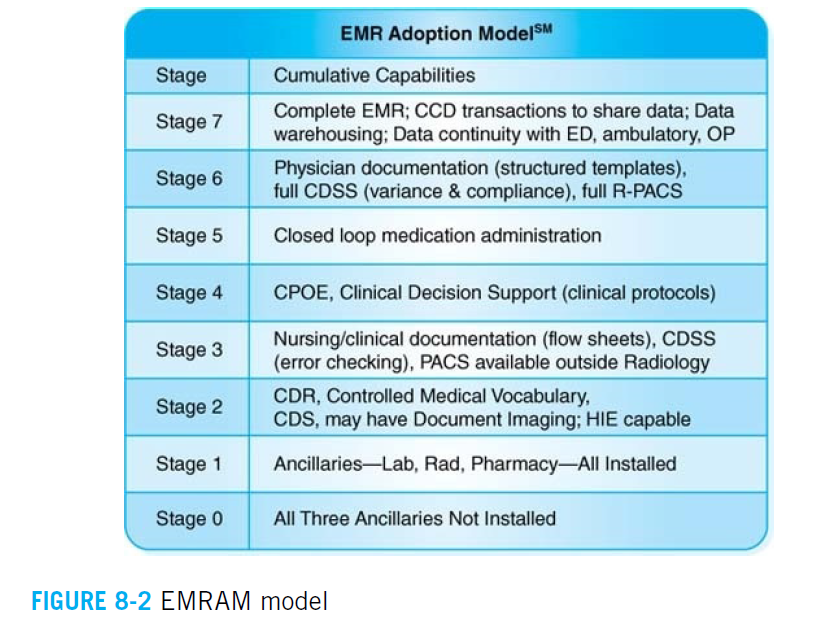 EMR Adoption Model℠
Stage
Cumulative Capabilities
Stage 7
Complete EMR; CCD transactions to share data; Data
warehousing; Data continuity with ED, ambulatory, OP
Stage 6
Physician documentation (structured templates),
full CDSS (variance & compliance), full R-PACS
Stage 5
Closed loop medication administration
Stage 4
CPOE, Clinical Decision Support (clinical protocols)
Stage 3
Nursing/clinical documentation (flow sheets), CDSS
(error checking), PACS available outside Radiology
Stage 2
CDR, Controlled Medical Vocabulary,
CDS, may have Document Imaging; HIE capable
Stage 1
Ancillaries—Lab, Rad, Pharmacy—All Installed
Stage 0
All Three Ancillaries Not Installed
FIGURE 8-2 EMRAM model